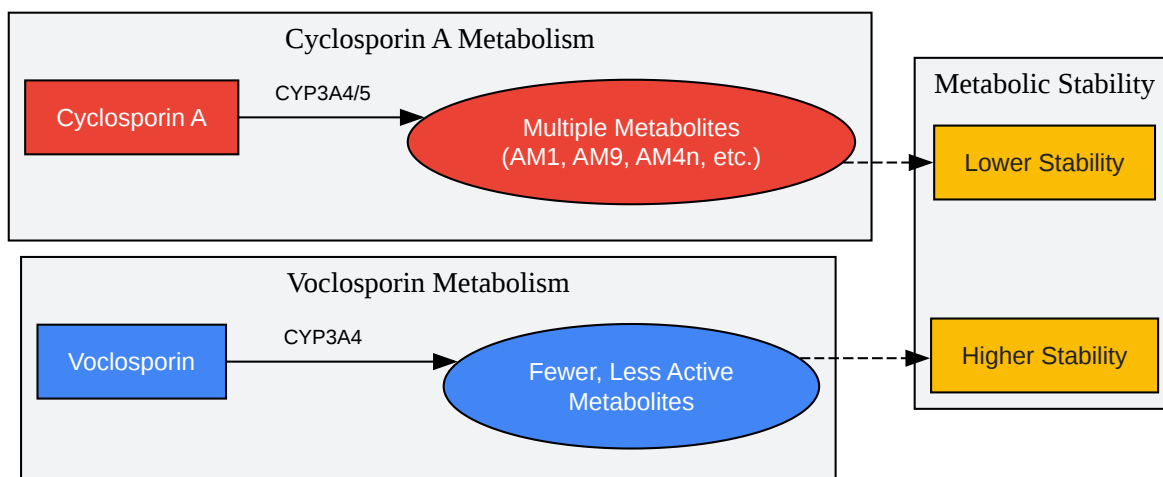 Cyclosporin A Metabolism
Cyclosporin A
CYP3A4/5
Multiple Metabolites
(AM1, AM9, AM4n, etc.)
Metabolic Stability
Lower Stability
Higher Stability
Voclosporin Metabolism
Voclosporin
CYP3A4
Fewer, Less Active
Metabolites